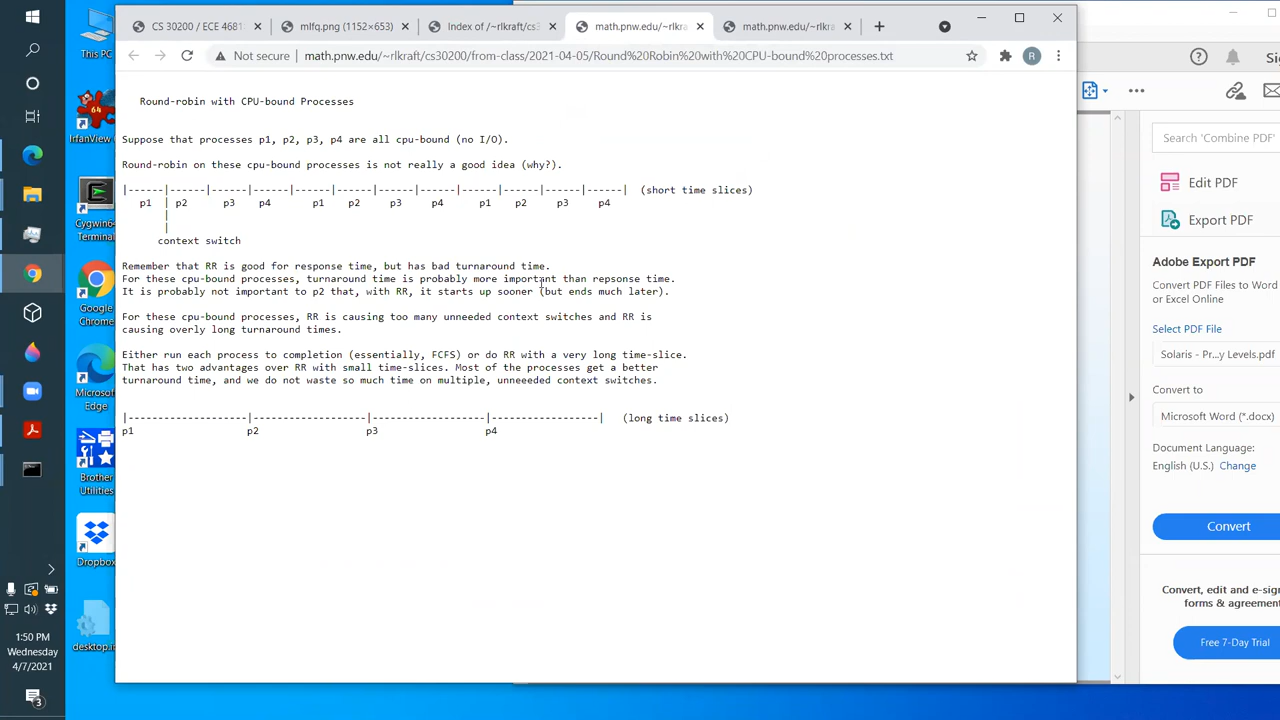 CS 30200 / ECE 4681
mlfq.png (1152×653)
Index of /~rlkraft/cs3
math.pnw.edu/~rlkra
math.pnw.edu/~rlkra
Not secure
math.pnw.edu/~rlkraft/cs30200/from-class/2021-04-05/Round%20Robin%20with%20CPU-bound%20processes.txt
R
Round-robin with CPU-bound Processes
Suppose that processes p1, p2, p3, p4 are all cpu-bound (no I/O).
Round-robin on these cpu-bound processes is not really a good idea (why?).
|------|------|------|------|------|------|------|------|------|------|------|------| (short time slices)
p1 | p2 p3 p4 p1 p2 p3 p4 p1 p2 p3 p4
|
|
context switch
Remember that RR is good for response time, but has bad turnaround time.
For these cpu-bound processes, turnaround time is probably more important than repsonse time.
It is probably not important to p2 that, with RR, it starts up sooner (but ends much later).
For these cpu-bound processes, RR is causing too many unneeded context switches and RR is
causing overly long turnaround times.
Either run each process to completion (essentially, FCFS) or do RR with a very long time-slice.
That has two advantages over RR with small time-slices. Most of the processes get a better
turnaround time, and we do not waste so much time on multiple, unneeeded context switches.
|--------------------|-------------------|-------------------|------------------| (long time slices)
p1 p2 p3 p4
This PC
64
IrfanView
Cygwin64
Terminal
Google
Chrome
Microsoft
Edge
Brother
Utilities
Dropbox
desktop.i
1:50 PM
Wednesday
4/7/2021
3
Si
Search 'Combine PDF'
Edit PDF
Export PDF
Adobe Export PDF
Convert PDF Files to Word
or Excel Online
Select PDF File
Solaris - Pr...y Levels.pdf
Convert to
Microsoft Word (*.docx)
Document Language:
English (U.S.) Change
Convert
Convert, edit and e-sign
forms & agreement
Free 7-Day Trial